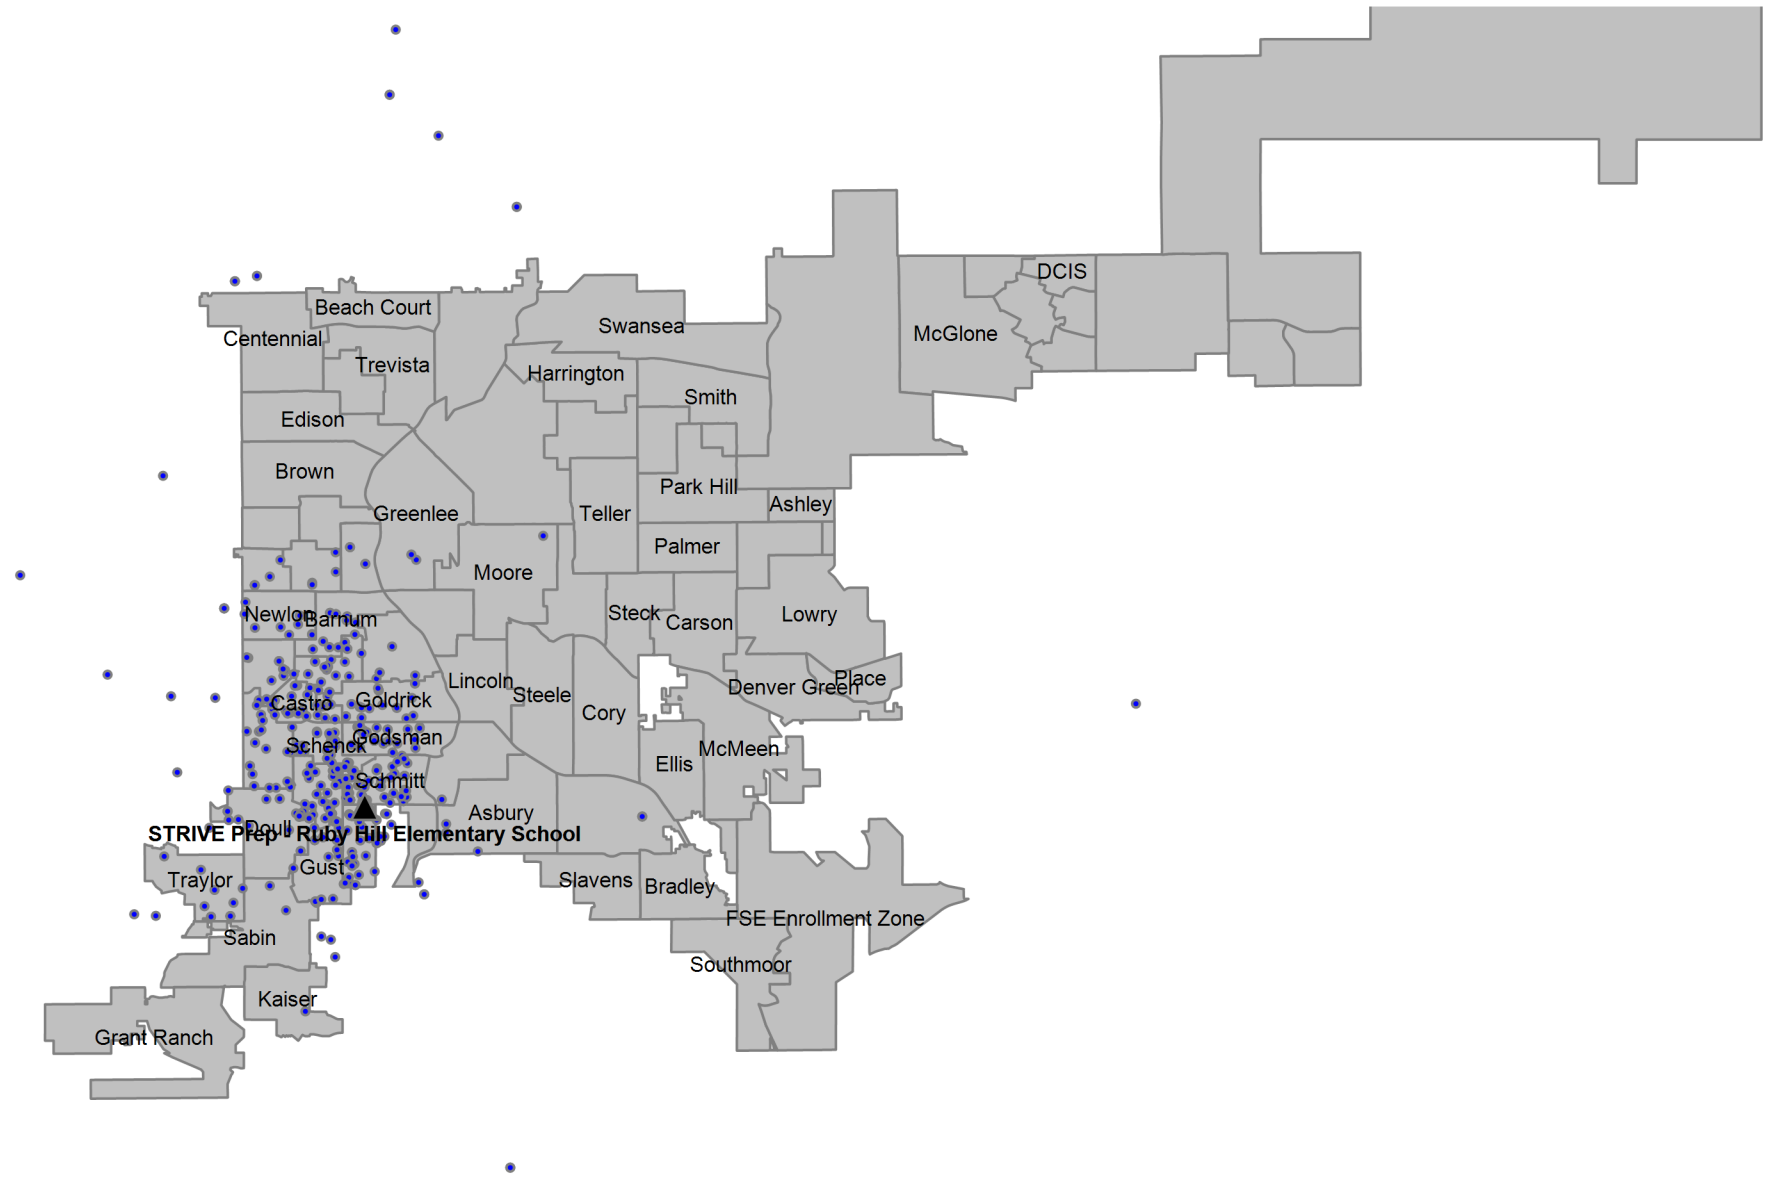 DCIS
Beach Court
Swansea
McGlone
Centennial
Trevista
Harrington
Smith
Edison
Brown
Park Hill
Ashley
Greenlee
Teller
Palmer
Moore
Newlon
Barnum
Steck
Carson
Lowry
Lincoln
Place
Denver Green
Steele
Castro
Goldrick
Cory
Godsman
Schenck
McMeen
Ellis
Schmitt
Asbury
Doull
STRIVE Prep - Ruby Hill Elementary School
Gust
Traylor
Slavens
Bradley
FSE Enrollment Zone
Sabin
Southmoor
Kaiser
Grant Ranch